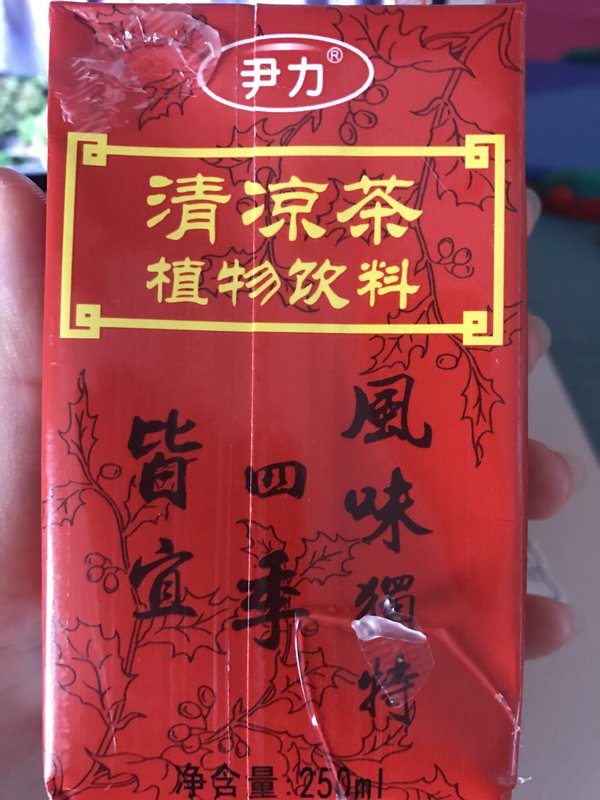 尹力®
清凉茶
植物饮料
風味獨特
四季
皆宜
净含量:250ml